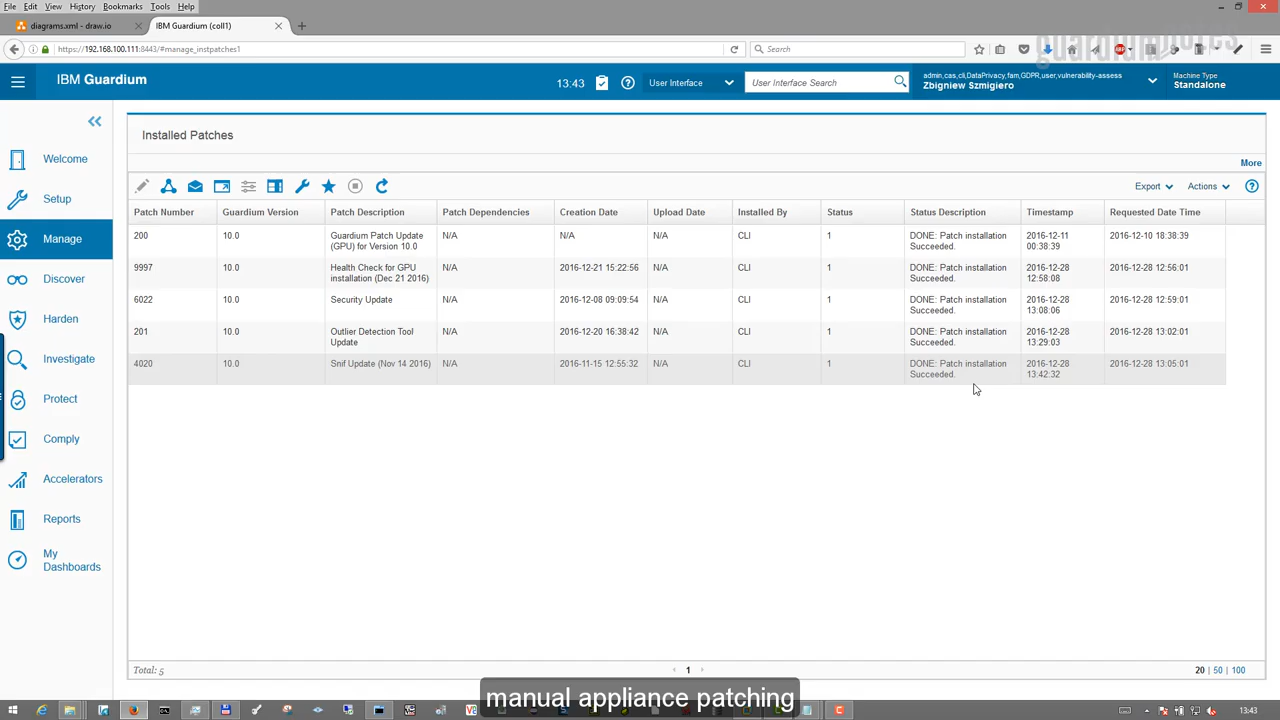 File Edit View History Bookmarks Tools Help
diagrams.xml - draw.io
IBM Guardium (coll1)
guardiumnotes
https://192.168.100.111:8443/#manage_instpatches1
Search
IBM Guardium
13:43
User Interface
User Interface Search
admin,cas,cli,DataPrivacy,fam,GDPR,user,vulnerability-assess
Zbigniew Szmigiero
Machine Type
Standalone
Welcome
Setup
Manage
Discover
Harden
Investigate
Protect
Comply
Accelerators
Reports
My
Dashboards
Installed Patches
More
Export Actions
Patch Number Guardium Version Patch Description Patch Dependencies Creation Date Upload Date Installed By Status Status Description Timestamp Requested Date Time
200 10.0 Guardium Patch Update N/A N/A N/A CLI 1 DONE: Patch installation 2016-12-11 2016-12-10 18:38:39
(GPU) for Version 10.0 Succeeded. 00:38:39
9997 10.0 Health Check for GPU N/A 2016-12-21 15:22:56 N/A CLI 1 DONE: Patch installation 2016-12-28 2016-12-28 12:56:01
installation (Dec 21 2016) Succeeded. 12:58:08
6022 10.0 Security Update N/A 2016-12-08 09:09:54 N/A CLI 1 DONE: Patch installation 2016-12-28 2016-12-28 12:59:01
Succeeded. 13:08:06
201 10.0 Outlier Detection Tool N/A 2016-12-20 16:38:42 N/A CLI 1 DONE: Patch installation 2016-12-28 2016-12-28 13:02:01
Update Succeeded. 13:29:03
4020 10.0 Snif Update (Nov 14 2016) N/A 2016-11-15 12:55:32 N/A CLI 1 DONE: Patch installation 2016-12-28 2016-12-28 13:05:01
Succeeded. 13:42:32
Total: 5
1
20 | 50 | 100
manual appliance patching
13:43